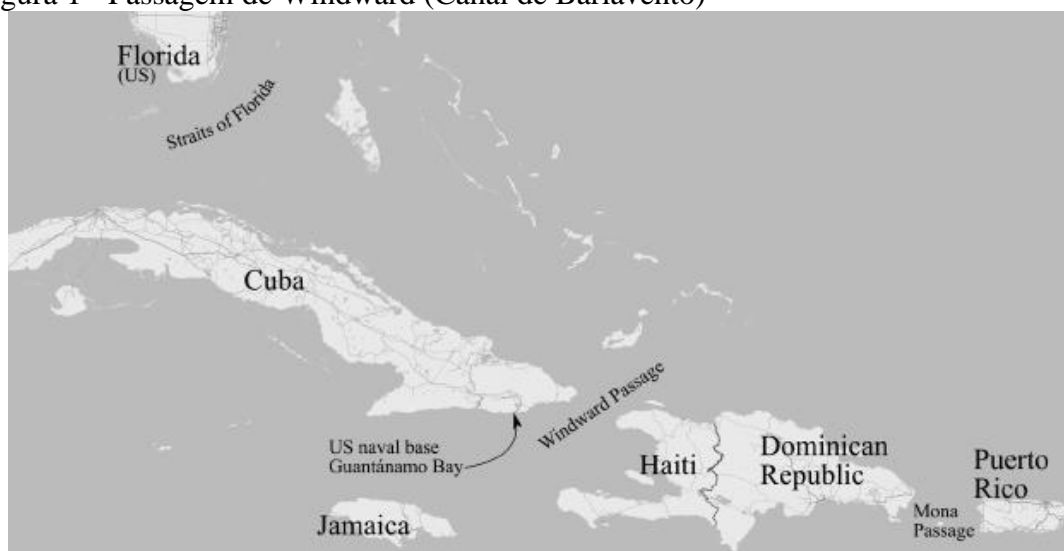 gura 1 - Passagem de Windward (Canal de Barlavento)
Florida
(US)
Straits of Florida
Cuba
Windward Passage
US naval base
Guantánamo Bay
Haiti
Dominican
Republic
Puerto
Rico
Mona
Passage
Jamaica